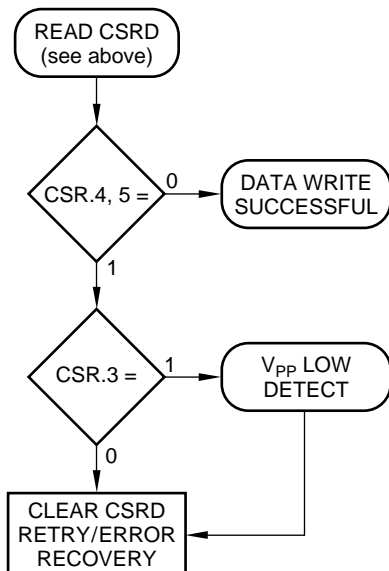 READ CSRD
(see above)
CSR.4, 5 =
0
DATA WRITE
SUCCESSFUL
1
CSR.3 =
1
VPP LOW
DETECT
0
CLEAR CSRD
RETRY/ERROR
RECOVERY